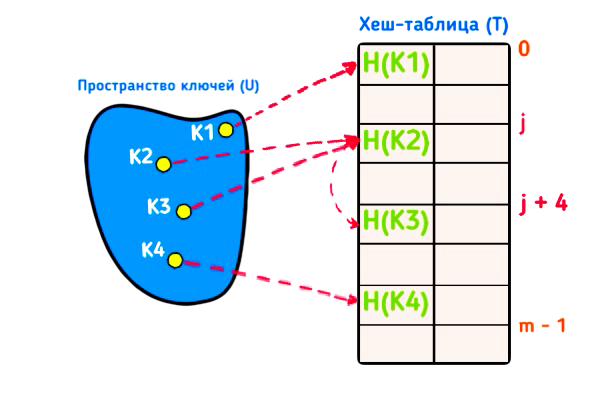 Хеш-таблица (T)
Пространство ключей (U)
K1
K2
K3
K4
H(K1)
H(K2)
H(K3)
H(K4)
0
j
j + 4
m - 1